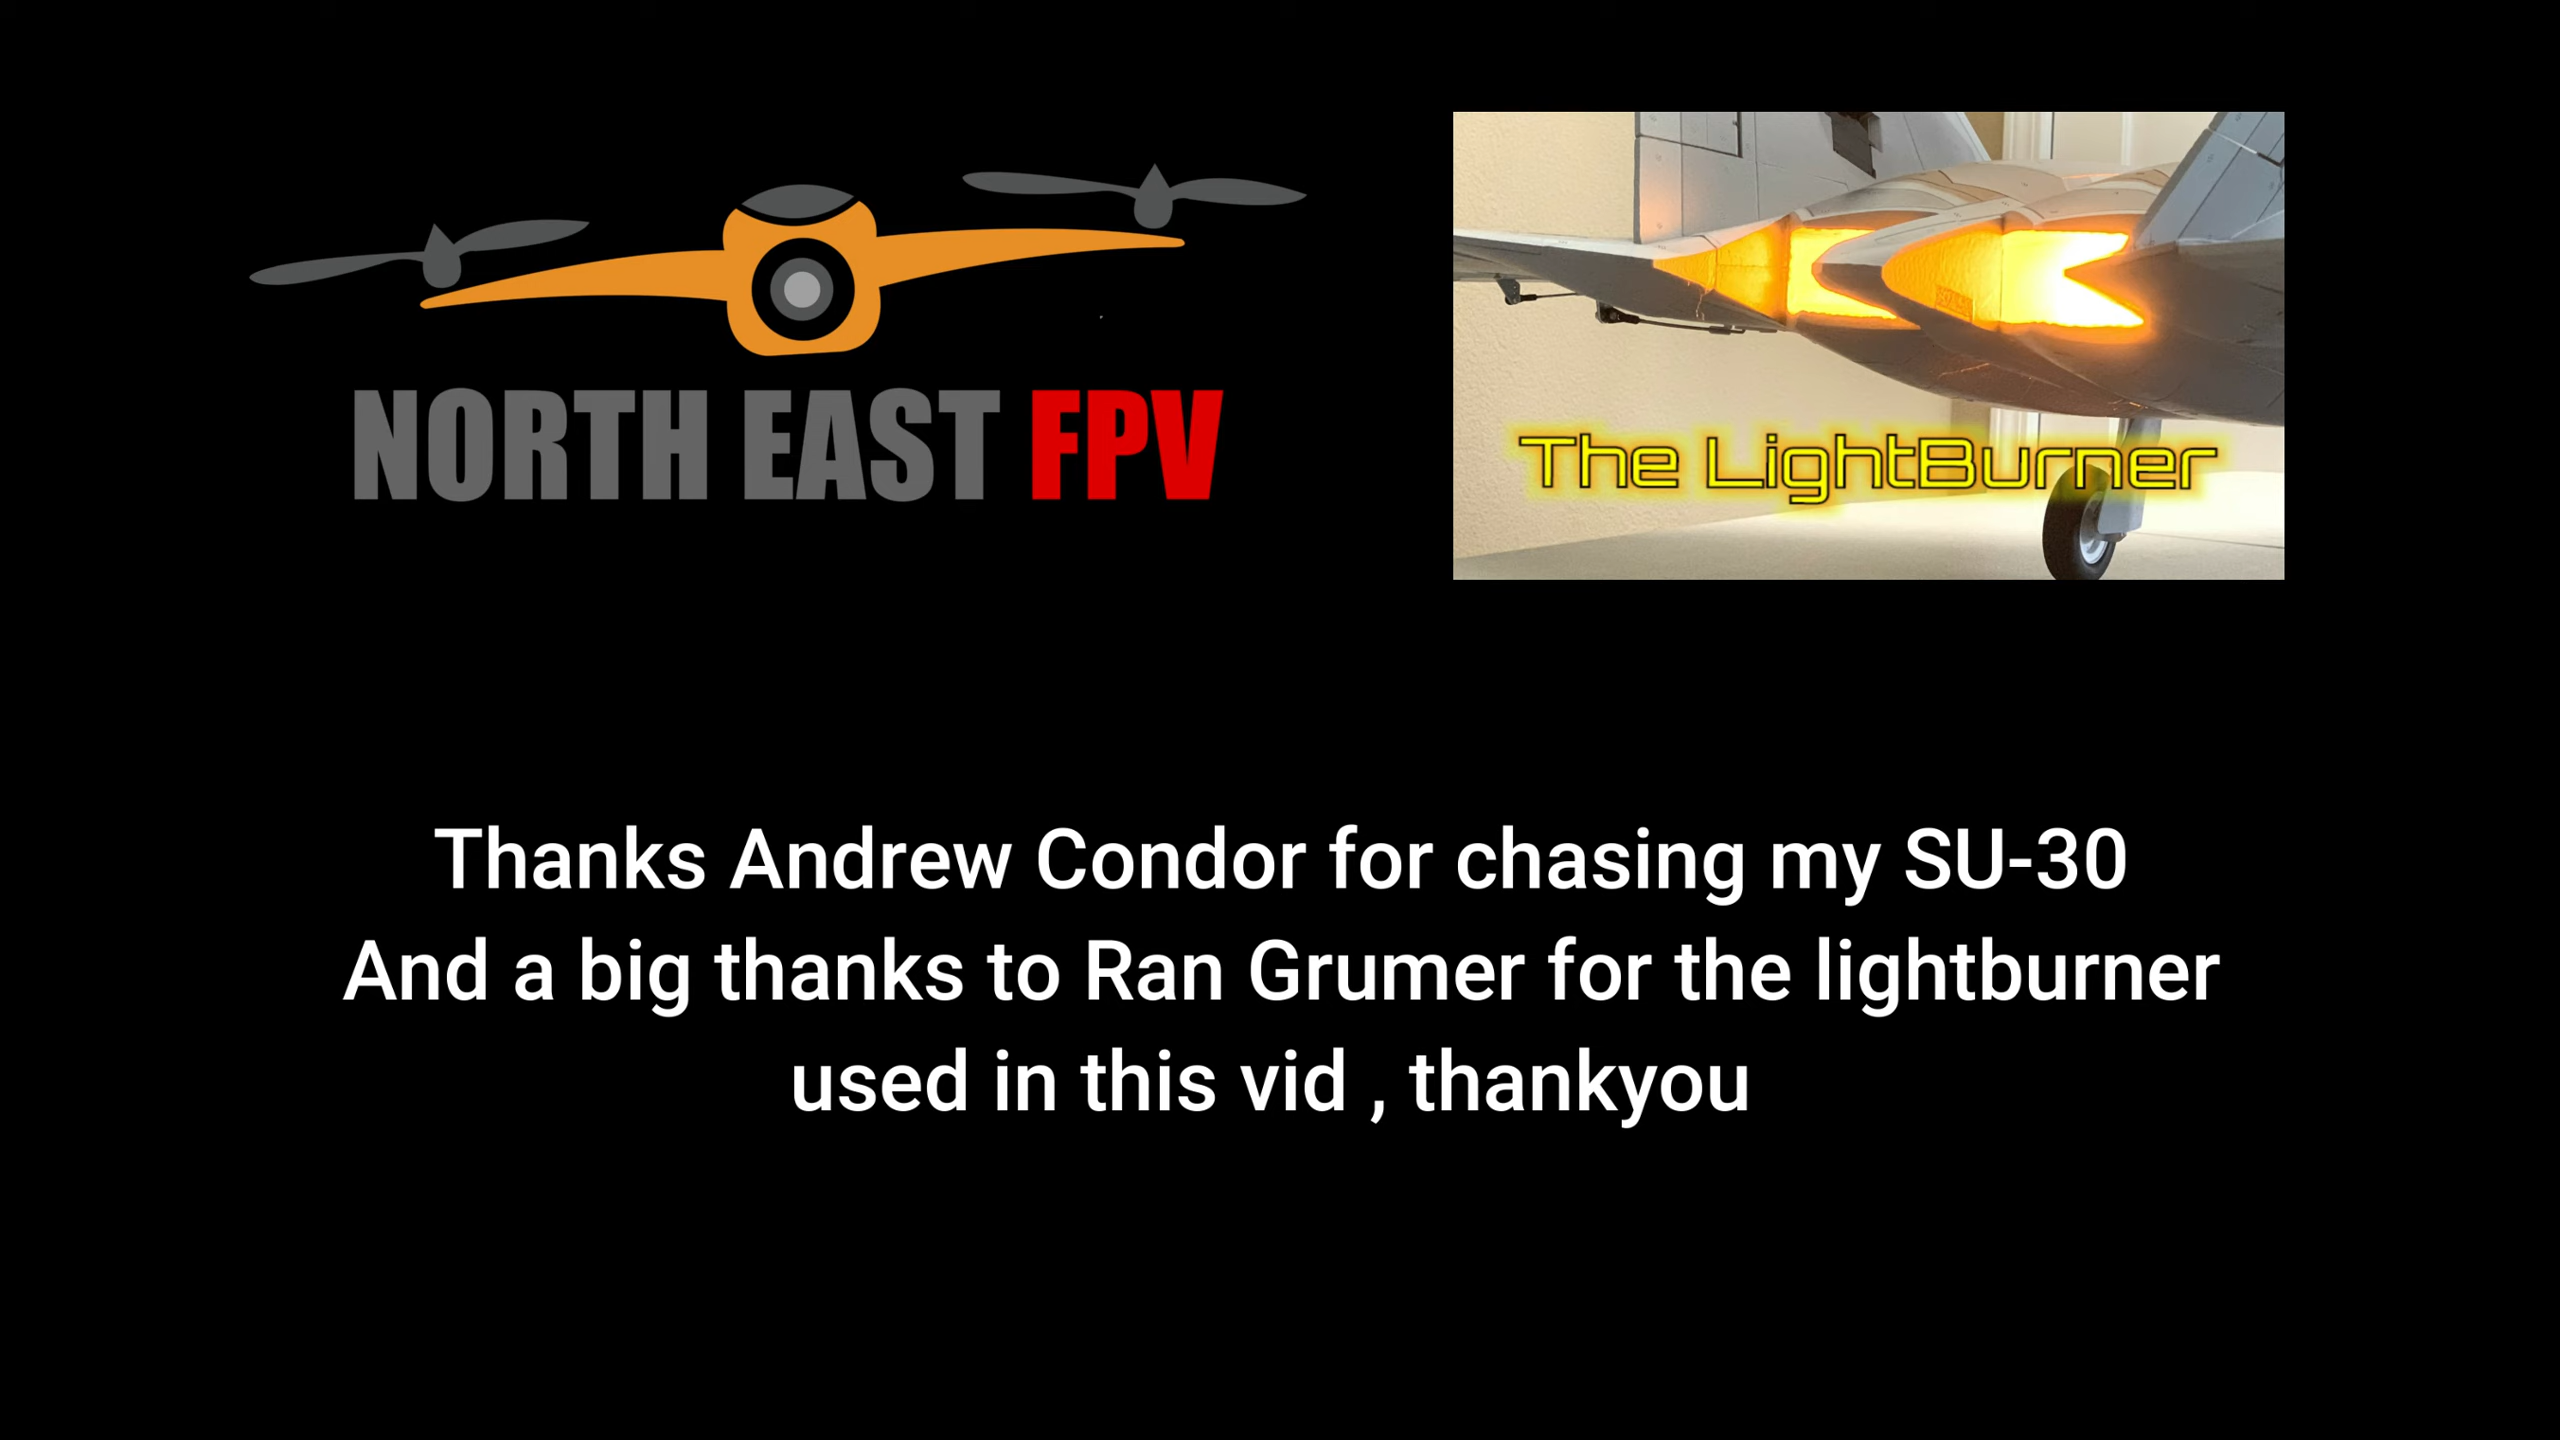 NORTH EAST FPV
The LightBurner
Thanks Andrew Condor for chasing my SU-30
And a big thanks to Ran Grumer for the lightburner
used in this vid , thankyou